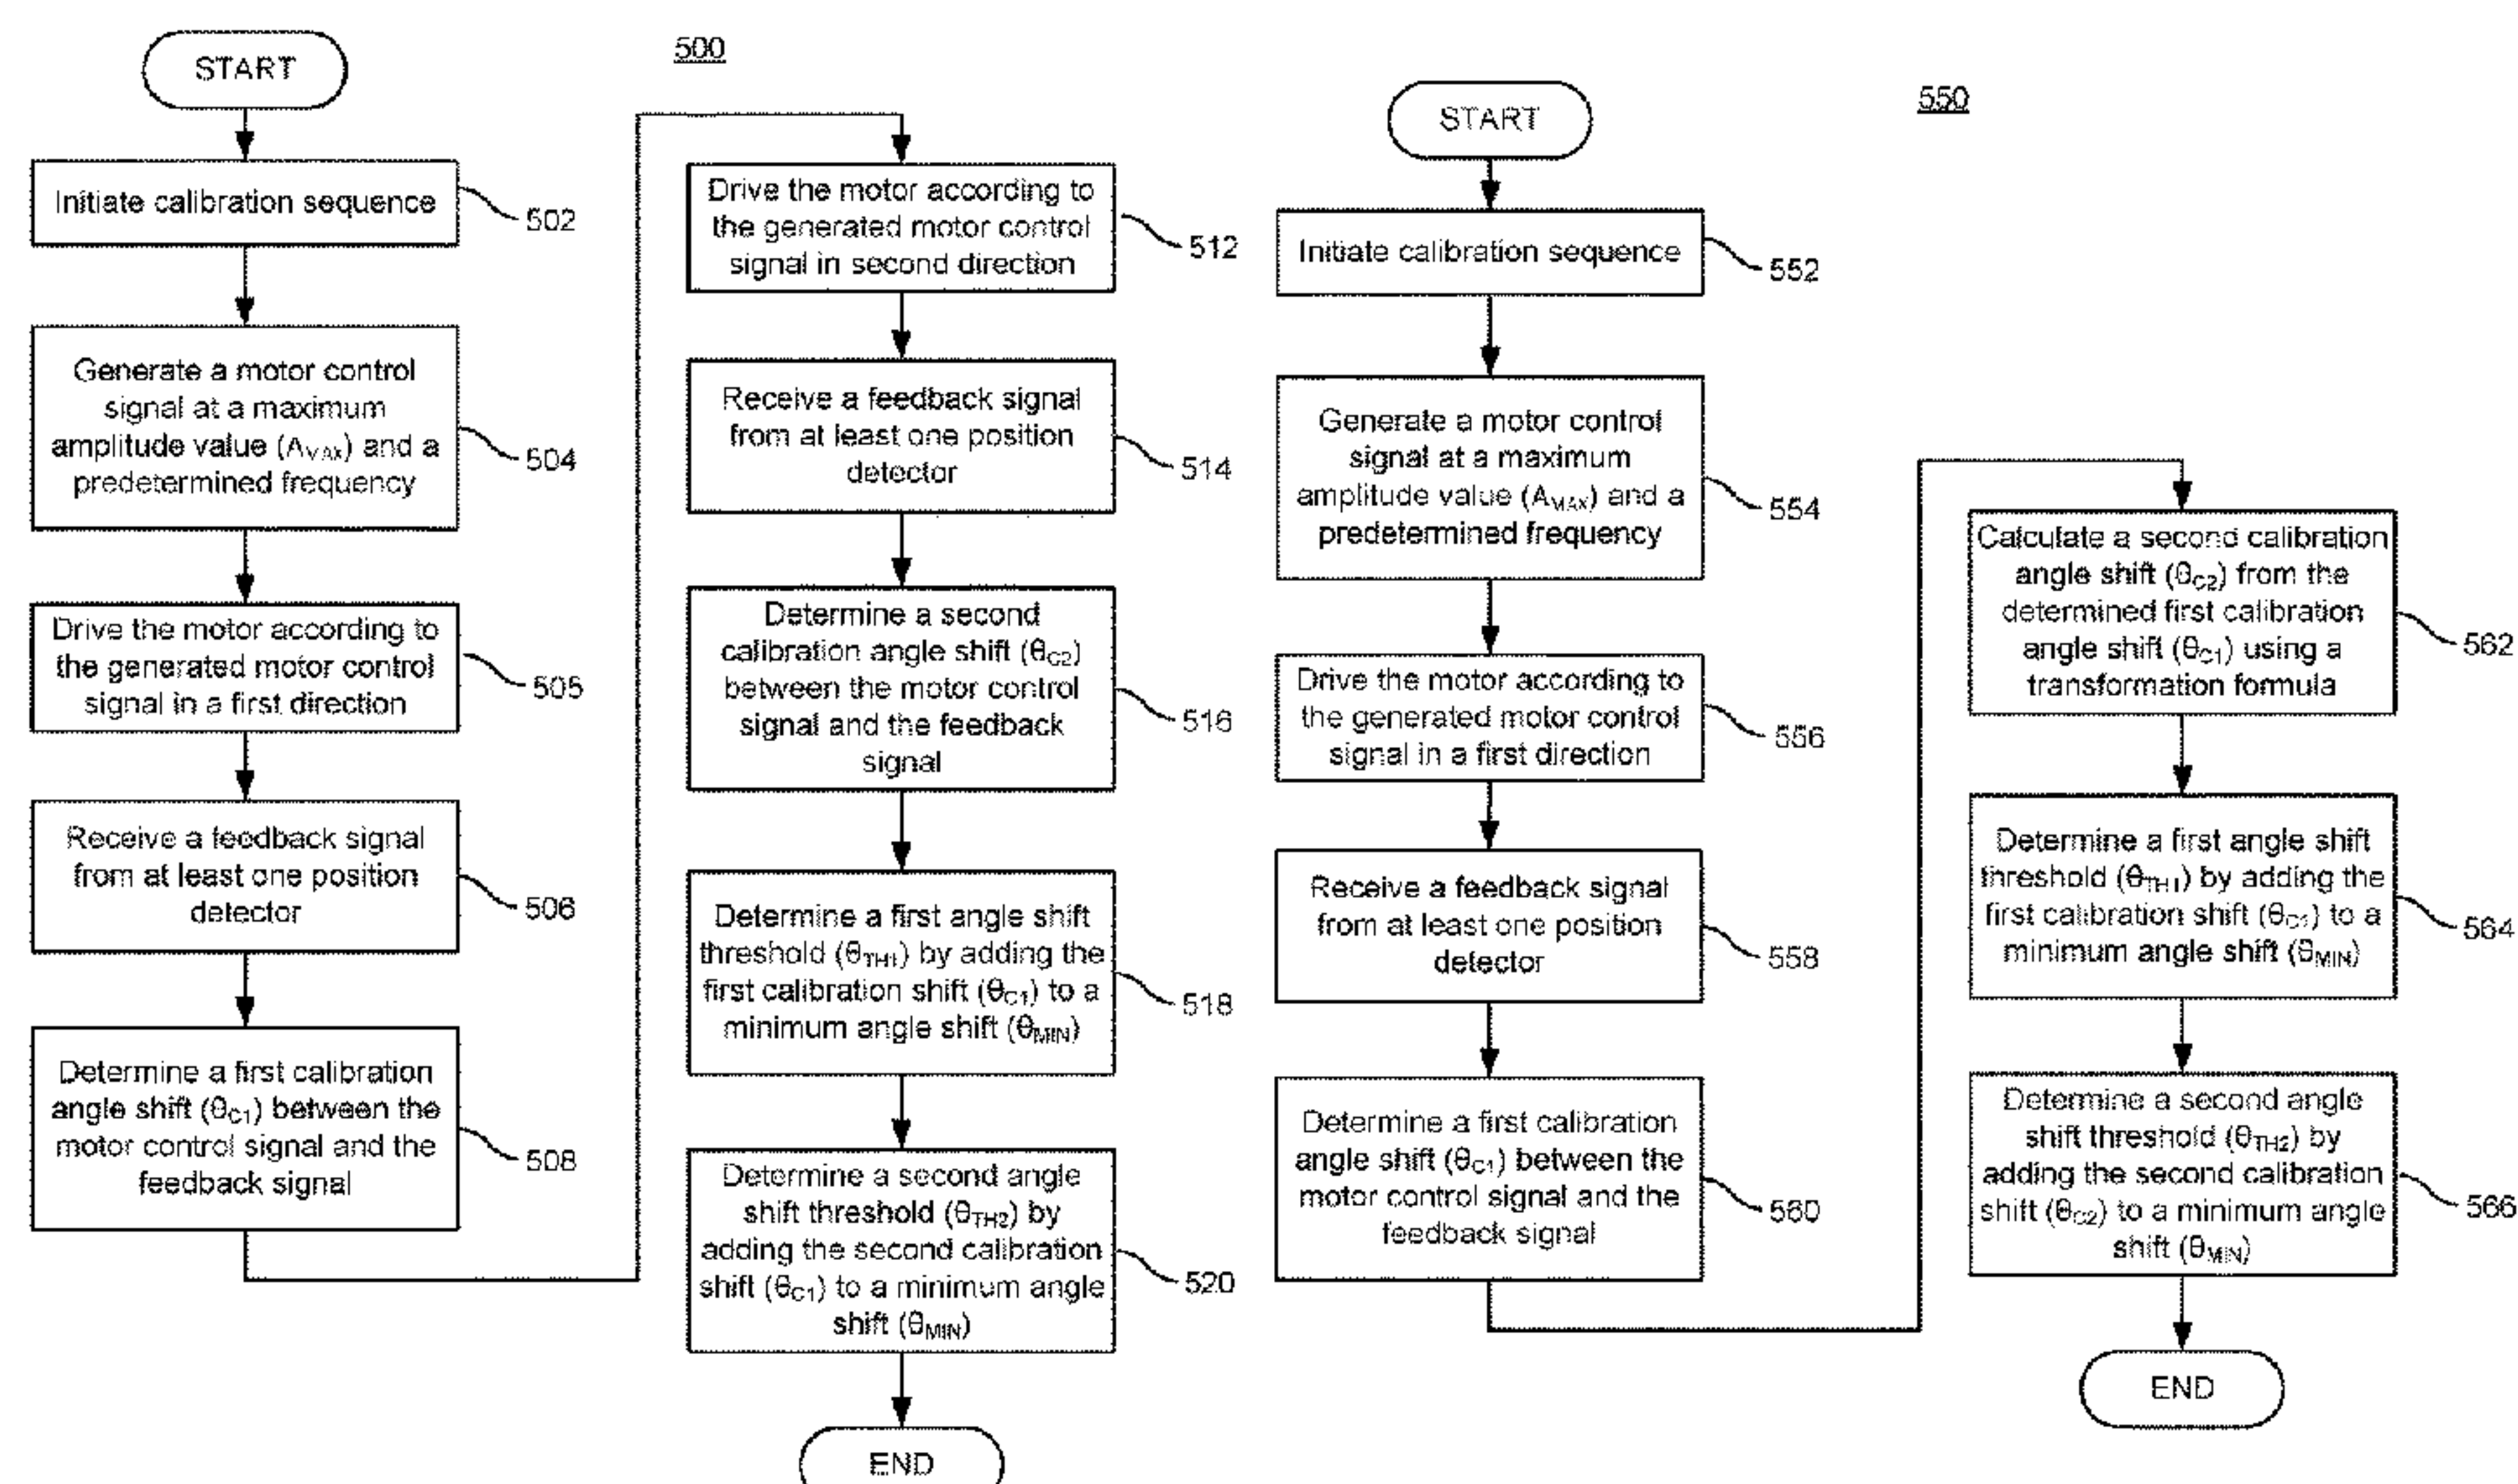 500
START
Initiate calibration sequence
502
Generate a motor control
signal at a maximum
amplitude value (AMAX) and a
predetermined frequency
504
Drive the motor according to
the generated motor control
signal in a first direction
505
Receive a feedback signal
from at least one position
detector
506
Determine a first calibration
angle shift (θC1) between the
motor control signal and the
feedback signal
508
Drive the motor according to
the generated motor control
signal in second direction
512
Receive a feedback signal
from at least one position
detector
514
Determine a second
calibration angle shift (θC2)
between the motor control
signal and the feedback
signal
516
Determine a first angle shift
threshold (θTH1) by adding the
first calibration shift (θC1) to a
minimum angle shift (θMIN)
518
Determine a second angle
shift threshold (θTH2) by
adding the second calibration
shift (θC1) to a minimum angle
shift (θMIN)
520
END
550
START
Initiate calibration sequence
552
Generate a motor control
signal at a maximum
amplitude value (AMAX) and a
predetermined frequency
554
Drive the motor according to
the generated motor control
signal in a first direction
556
Receive a feedback signal
from at least one position
detector
558
Determine a first calibration
angle shift (θC1) between the
motor control signal and the
feedback signal
560
Calculate a second calibration
angle shift (θC2) from the
determined first calibration
angle shift (θC1) using a
transformation formula
562
Determine a first angle shift
threshold (θTH1) by adding the
first calibration shift (θC1) to a
minimum angle shift (θMIN)
564
Determine a second angle
shift threshold (θTH2) by
adding the second calibration
shift (θC2) to a minimum angle
shift (θMIN)
566
END